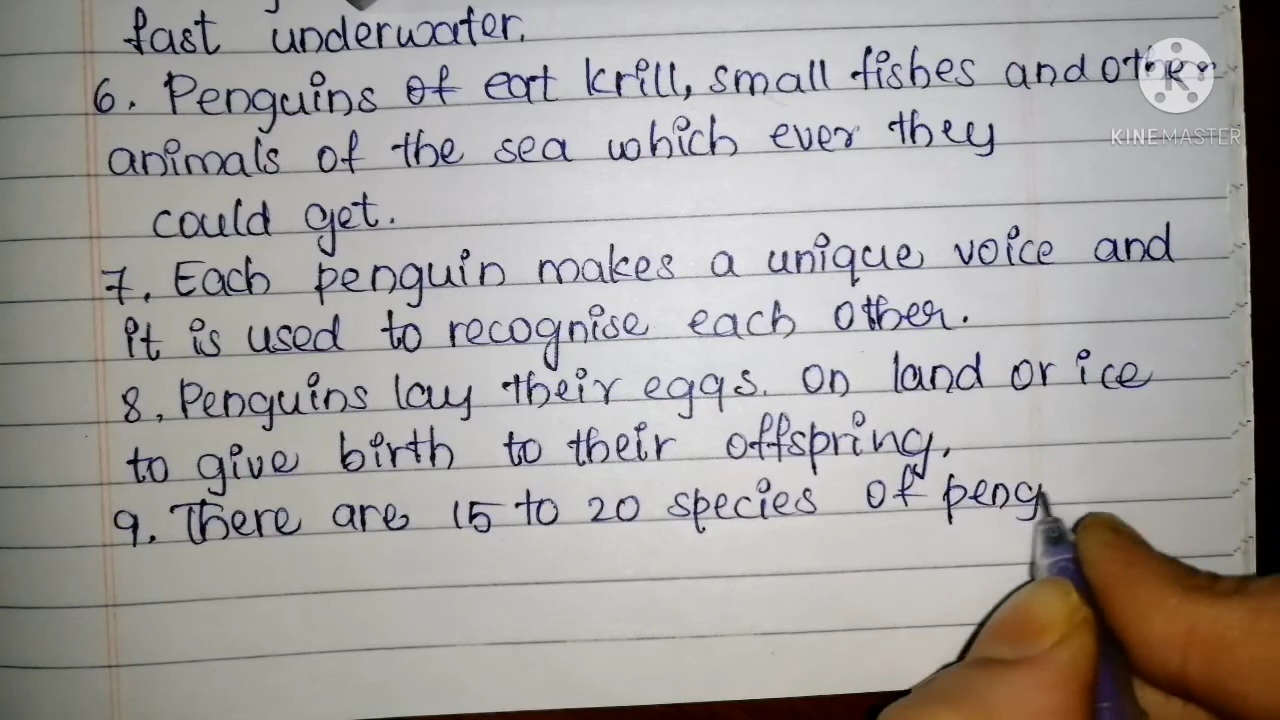 fast underwater.
6. Penguins of eat krill, small fishes and other
animals of the sea which ever they
could get.
7. Each penguin makes a unique voice and
it is used to recognise each other.
8. Penguins lay their eggs. on land or ice
to give birth to their offspring.
9. There are 15 to 20 species of peng
KINEMASTER